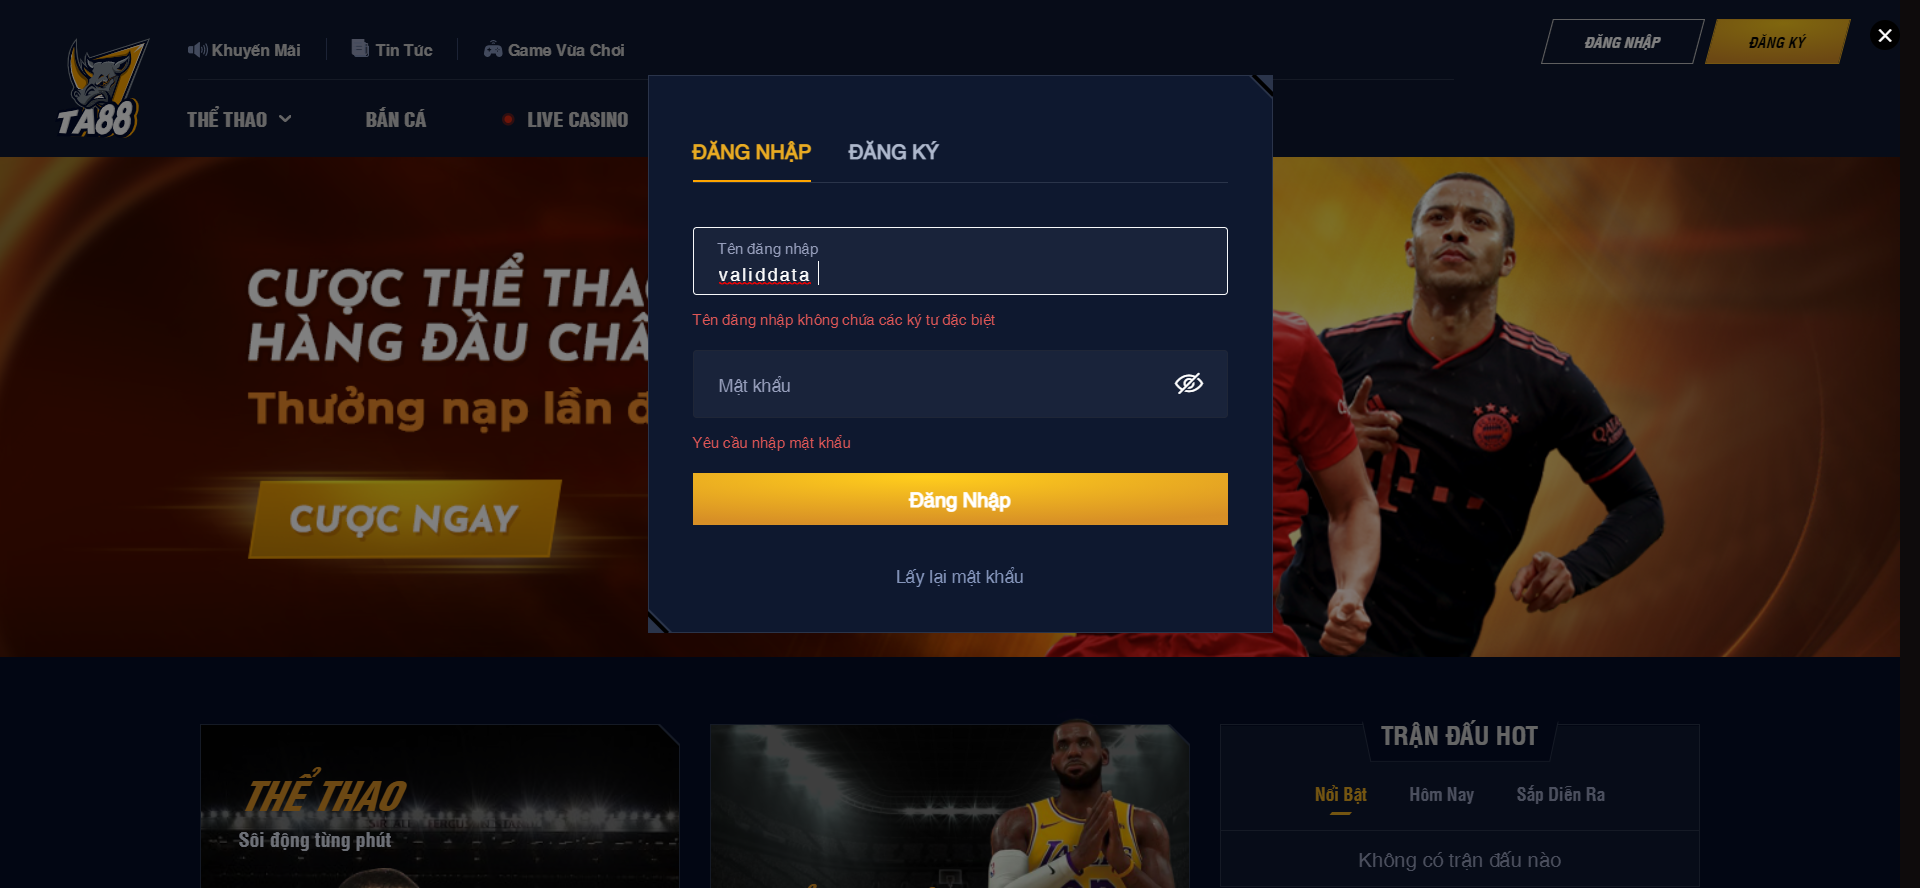 TA88
Khuyến Mãi
Tin Tức
Game Vừa Chơi
ĐĂNG NHẬP
ĐĂNG KÝ
THỂ THAO
BẮN CÁ
LIVE CASINO
CƯỢC THỂ THAO
HÀNG ĐẦU CHÂ
Thưởng nạp lần đ
CƯỢC NGAY
ĐĂNG NHẬP
ĐĂNG KÝ
Tên đăng nhập
validdata
Tên đăng nhập không chứa các ký tự đặc biệt
Mật khẩu
Yêu cầu nhập mật khẩu
Đăng Nhập
Lấy lại mật khẩu
THỂ THAO
Sôi động từng phút
TRẬN ĐẤU HOT
Nổi Bật
Hôm Nay
Sắp Diễn Ra
Không có trận đấu nào